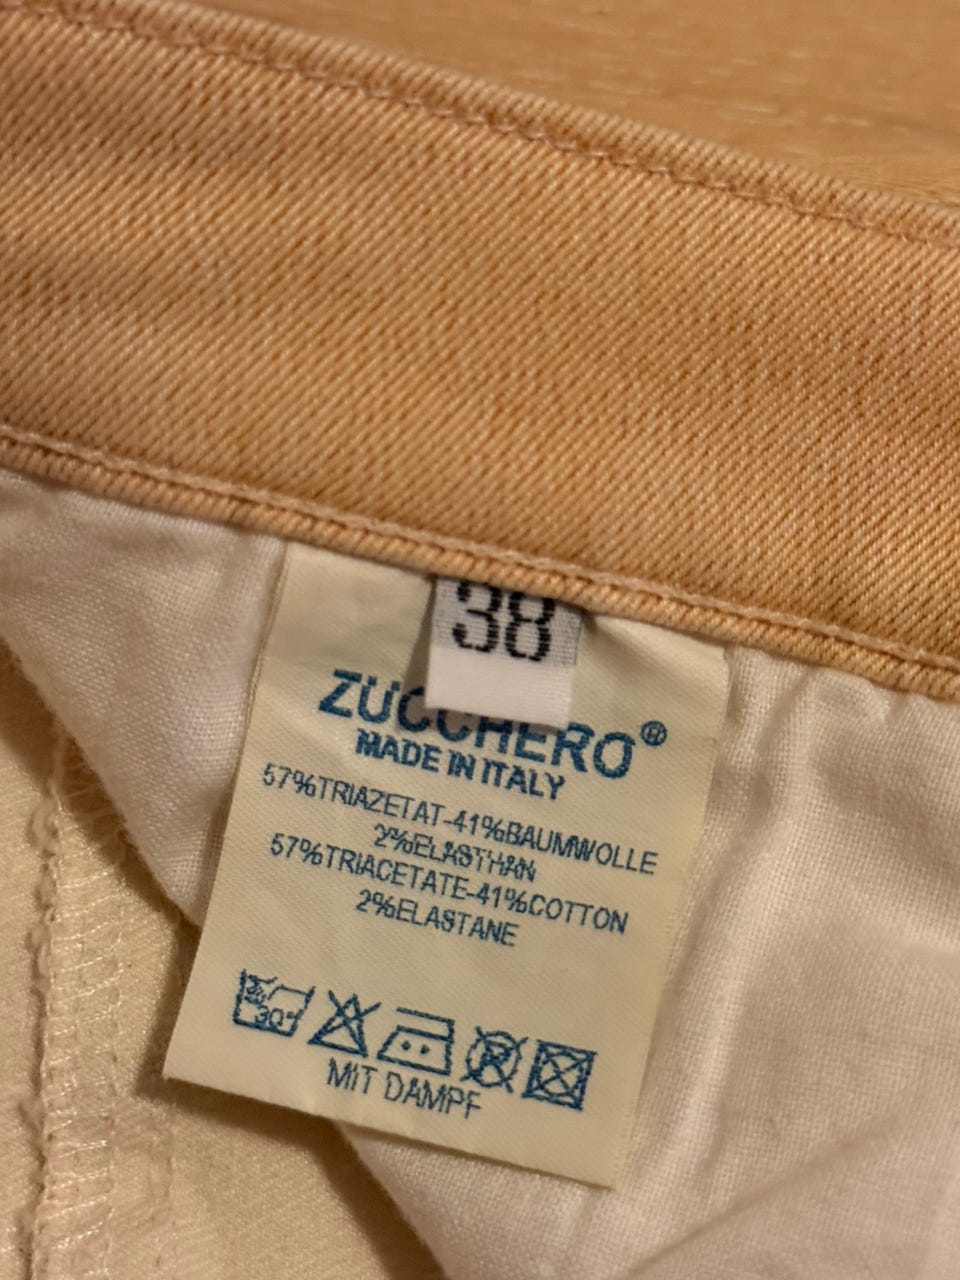 38
ZUCCHERO®
MADE IN ITALY
57%TRIAZETAT-41%BAUMWOLLE
2%ELASTHAN
57%TRIACETATE-41%COTTON
2%ELASTANE
30°
MIT DAMPF